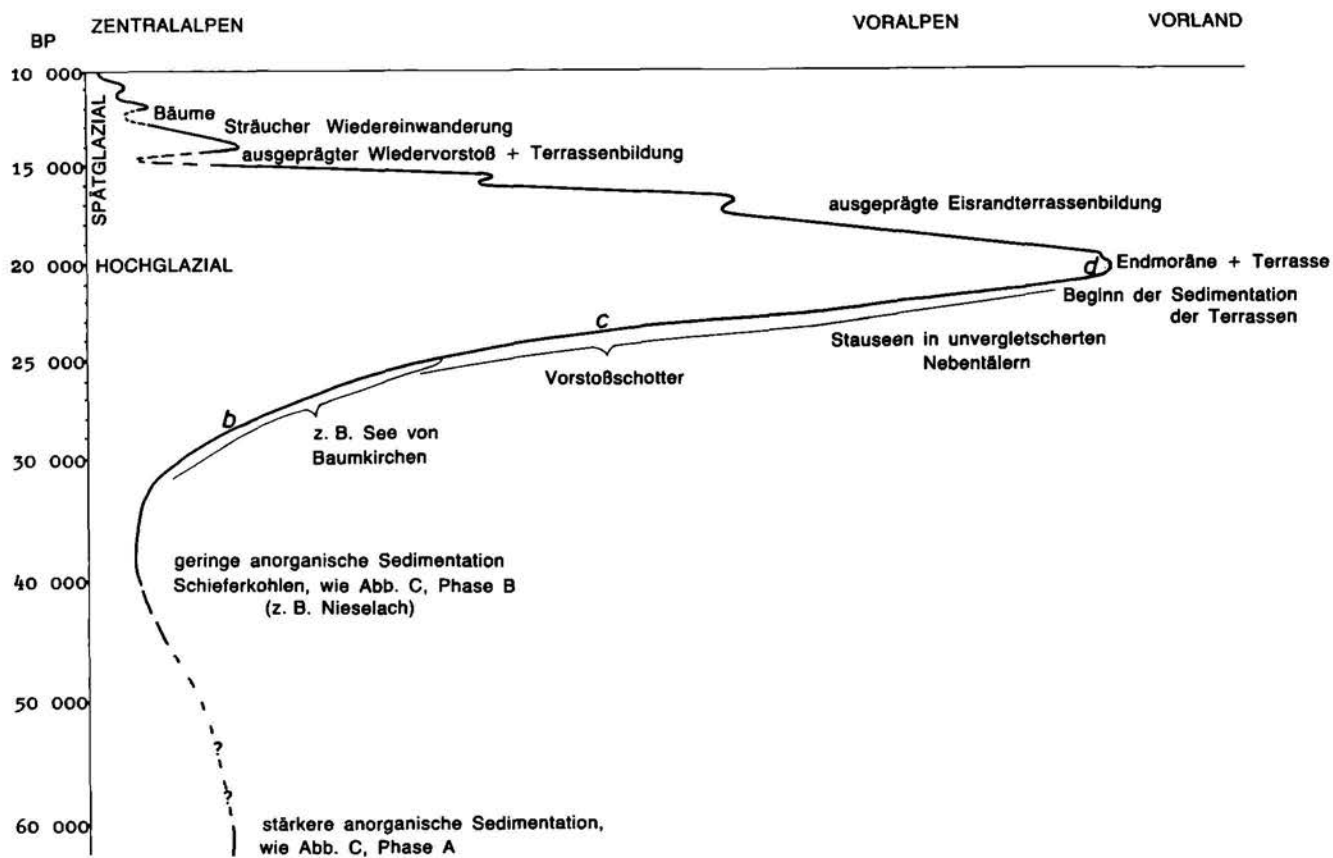 ZENTRALALPEN VORALPEN VORLAND
BP
10 000
Bäume
Sträucher Wiedereinwanderung
ausgeprägter Wiedervorstoß + Terrassenbildung
15 000
SPÄTGLAZIAL
ausgeprägte Eisrandterrassenbildung
20 000 HOCHGLAZIAL d Endmoräne + Terrasse
Beginn der Sedimentation
der Terrassen
c
Stauseen in unvergletscherten
Nebentälern
25 000
Vorstoßschotter
b
z. B. See von
Baumkirchen
30 000
geringe anorganische Sedimentation
Schieferkohlen, wie Abb. C, Phase B
(z. B. Nieselach)
40 000
50 000
?
?
60 000
stärkere anorganische Sedimentation,
wie Abb. C, Phase A